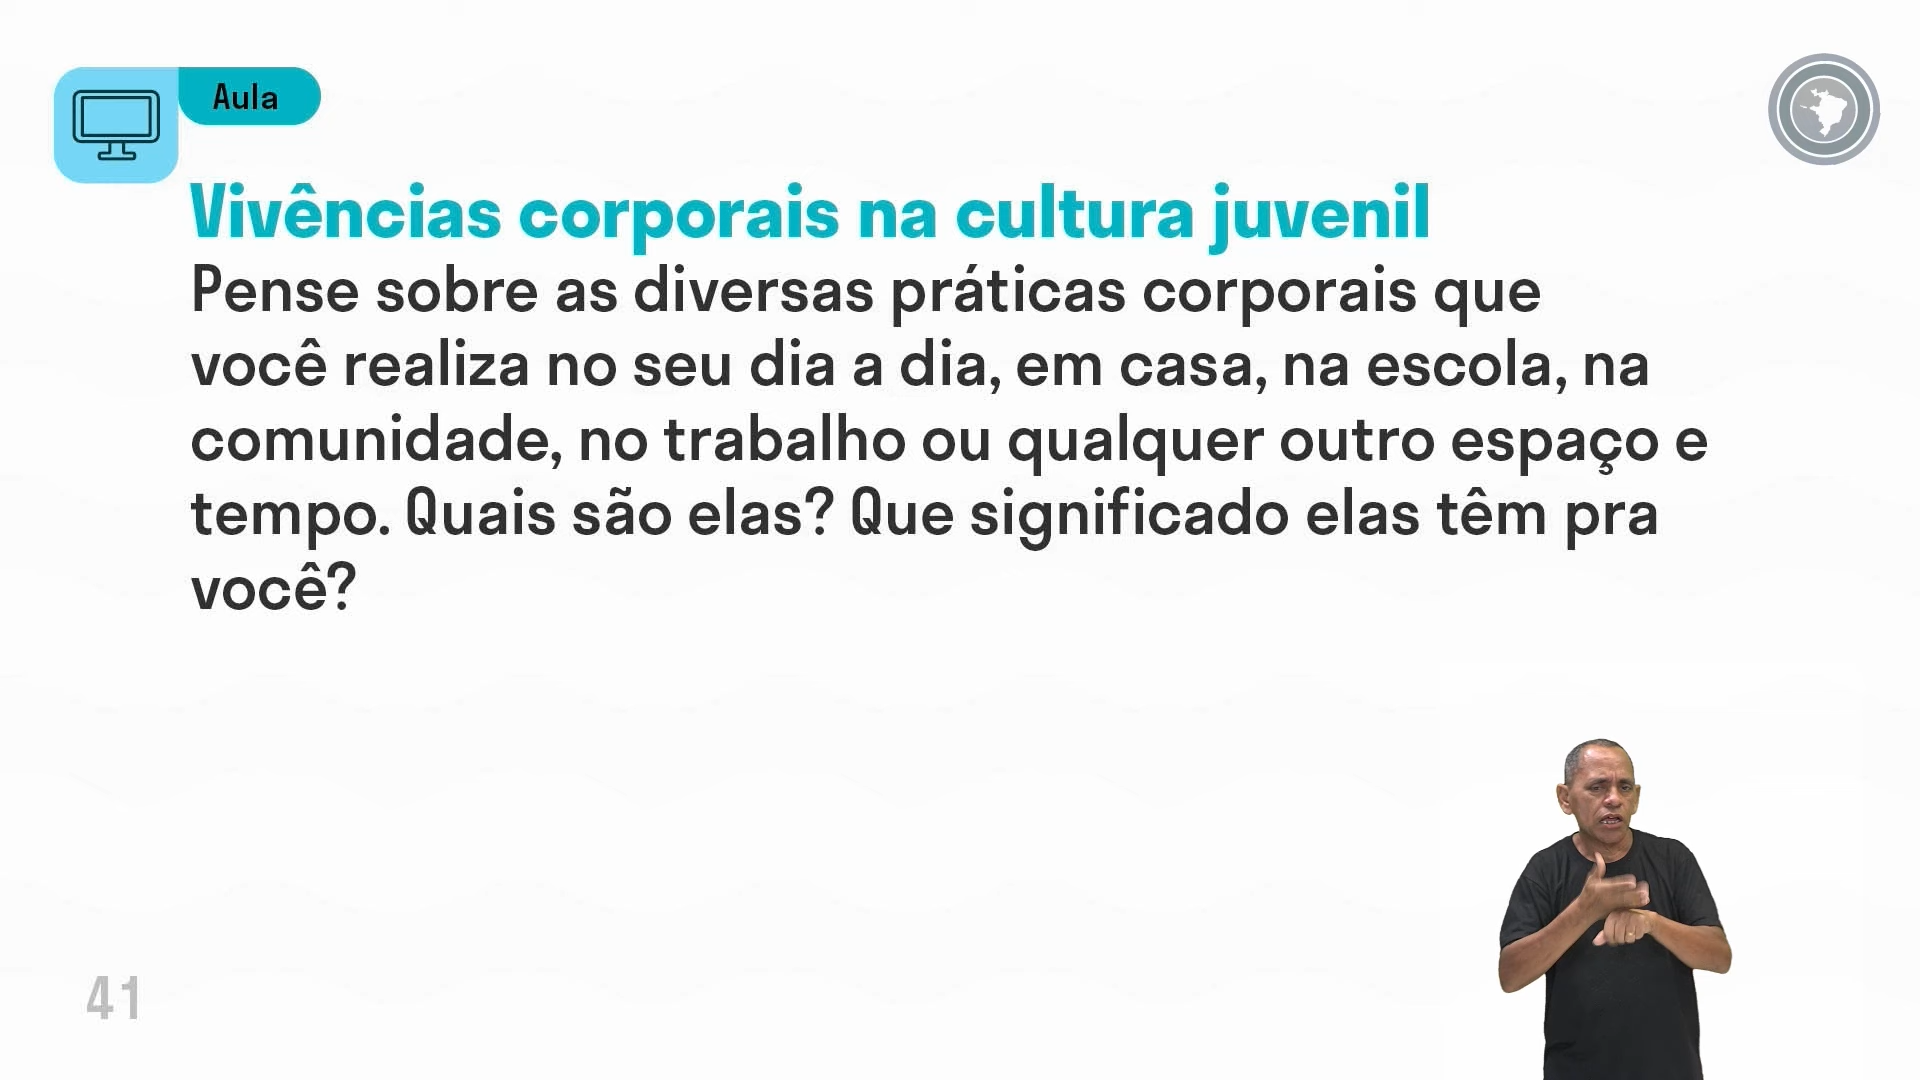 Aula
Vivências corporais na cultura juvenil
Pense sobre as diversas práticas corporais que
você realiza no seu dia a dia, em casa, na escola, na
comunidade, no trabalho ou qualquer outro espaço e
tempo. Quais são elas? Que significado elas têm pra
você?
41